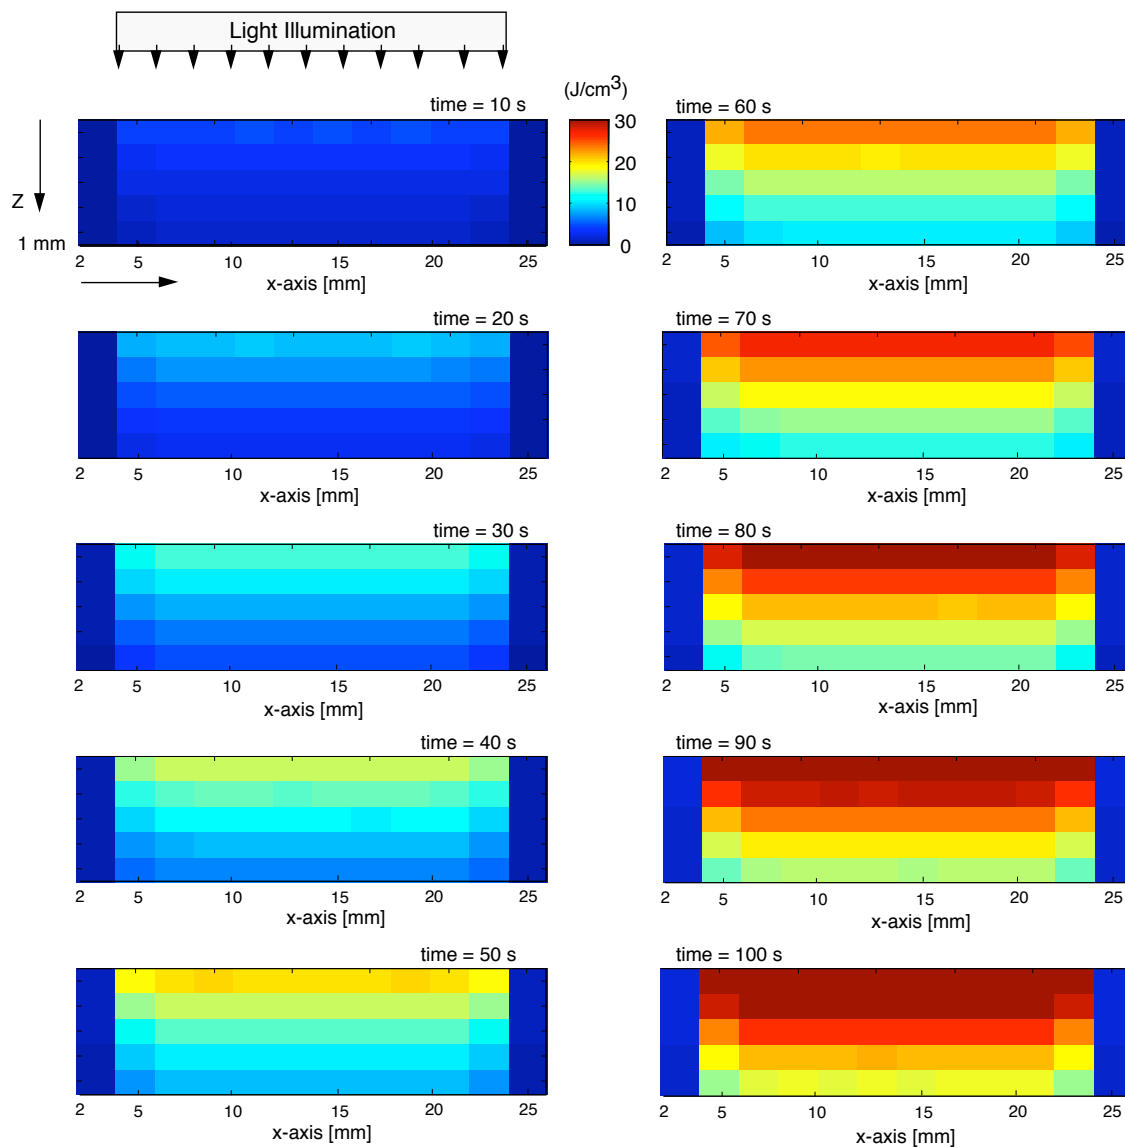 Light Illumination
time = 10 s
(J/cm3)
time = 60 s
30
20
10
0
Z
1 mm
2 5 10 15 20 25
x-axis [mm]
2 5 10 15 20 25
x-axis [mm]
time = 20 s
time = 70 s
2 5 10 15 20 25
x-axis [mm]
2 5 10 15 20 25
x-axis [mm]
time = 30 s
time = 80 s
2 5 10 15 20 25
x-axis [mm]
2 5 10 15 20 25
x-axis [mm]
time = 40 s
time = 90 s
2 5 10 15 20 25
x-axis [mm]
2 5 10 15 20 25
x-axis [mm]
time = 50 s
time = 100 s
2 5 10 15 20 25
x-axis [mm]
2 5 10 15 20 25
x-axis [mm]